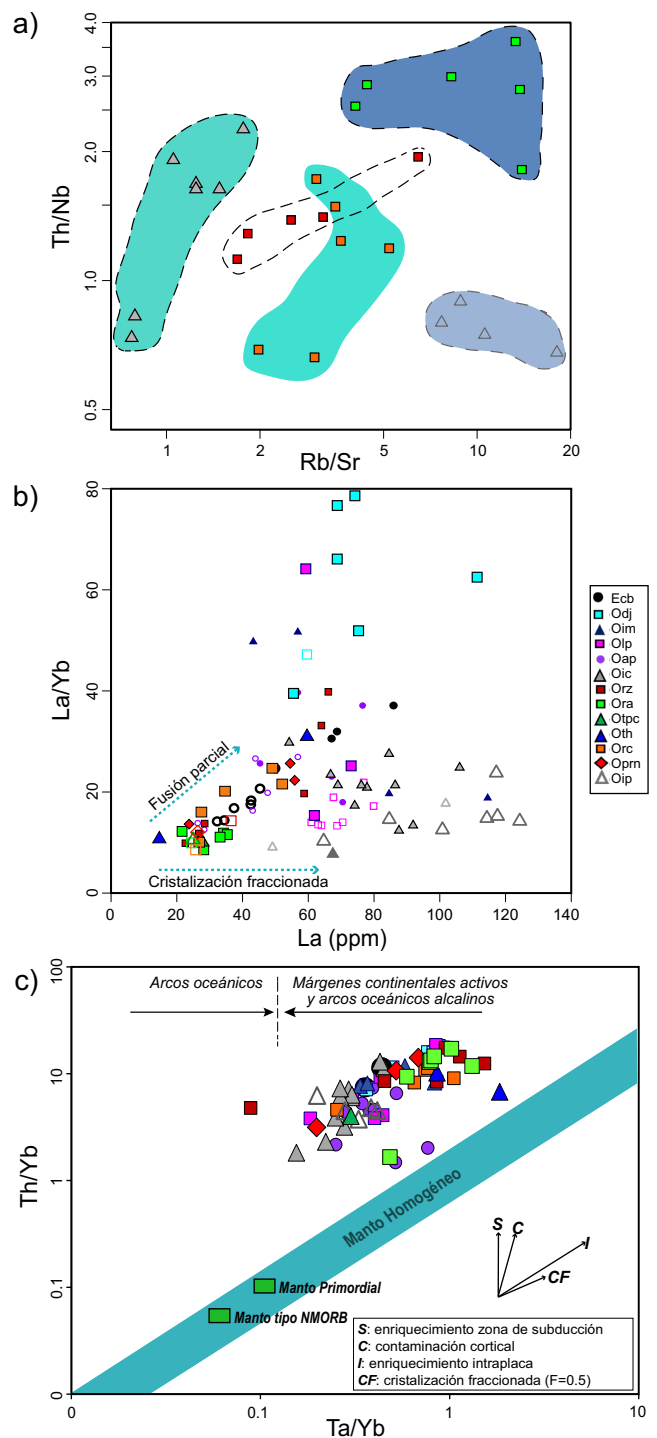 a)
4.0
3.0
2.0
1.0
0.5
Th/Nb
1 2 5 10 20
Rb/Sr
b)
80
60
40
20
0
La/Yb
Fusión parcial
Cristalización fraccionada
0 20 40 60 80 100 120 140
La (ppm)
Ecb
Odj
Oim
Olp
Oap
Oic
Orz
Ora
Otpc
Oth
Orc
Oprn
Oip
c)
100
10
1
0.1
0
Th/Yb
Arcos oceánicos
Márgenes continentales activos
y arcos oceánicos alcalinos
Manto Homogéneo
Manto Primordial
Manto tipo NMORB
S
C
I
CF
S: enriquecimiento zona de subducción
C: contaminación cortical
I: enriquecimiento intraplaca
CF: cristalización fraccionada (F=0.5)
0 0.1 1 10
Ta/Yb